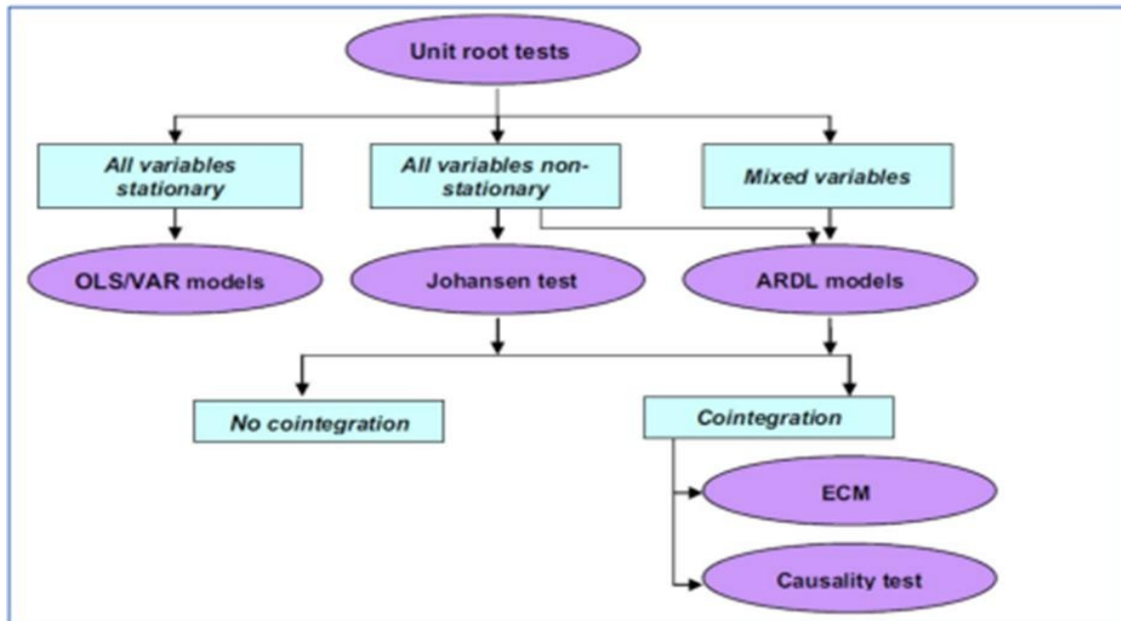 Unit root tests
All variables
stationary
All variables non-
stationary
Mixed variables
OLS/VAR models
Johansen test
ARDL models
No cointegration
Cointegration
ECM
Causality test